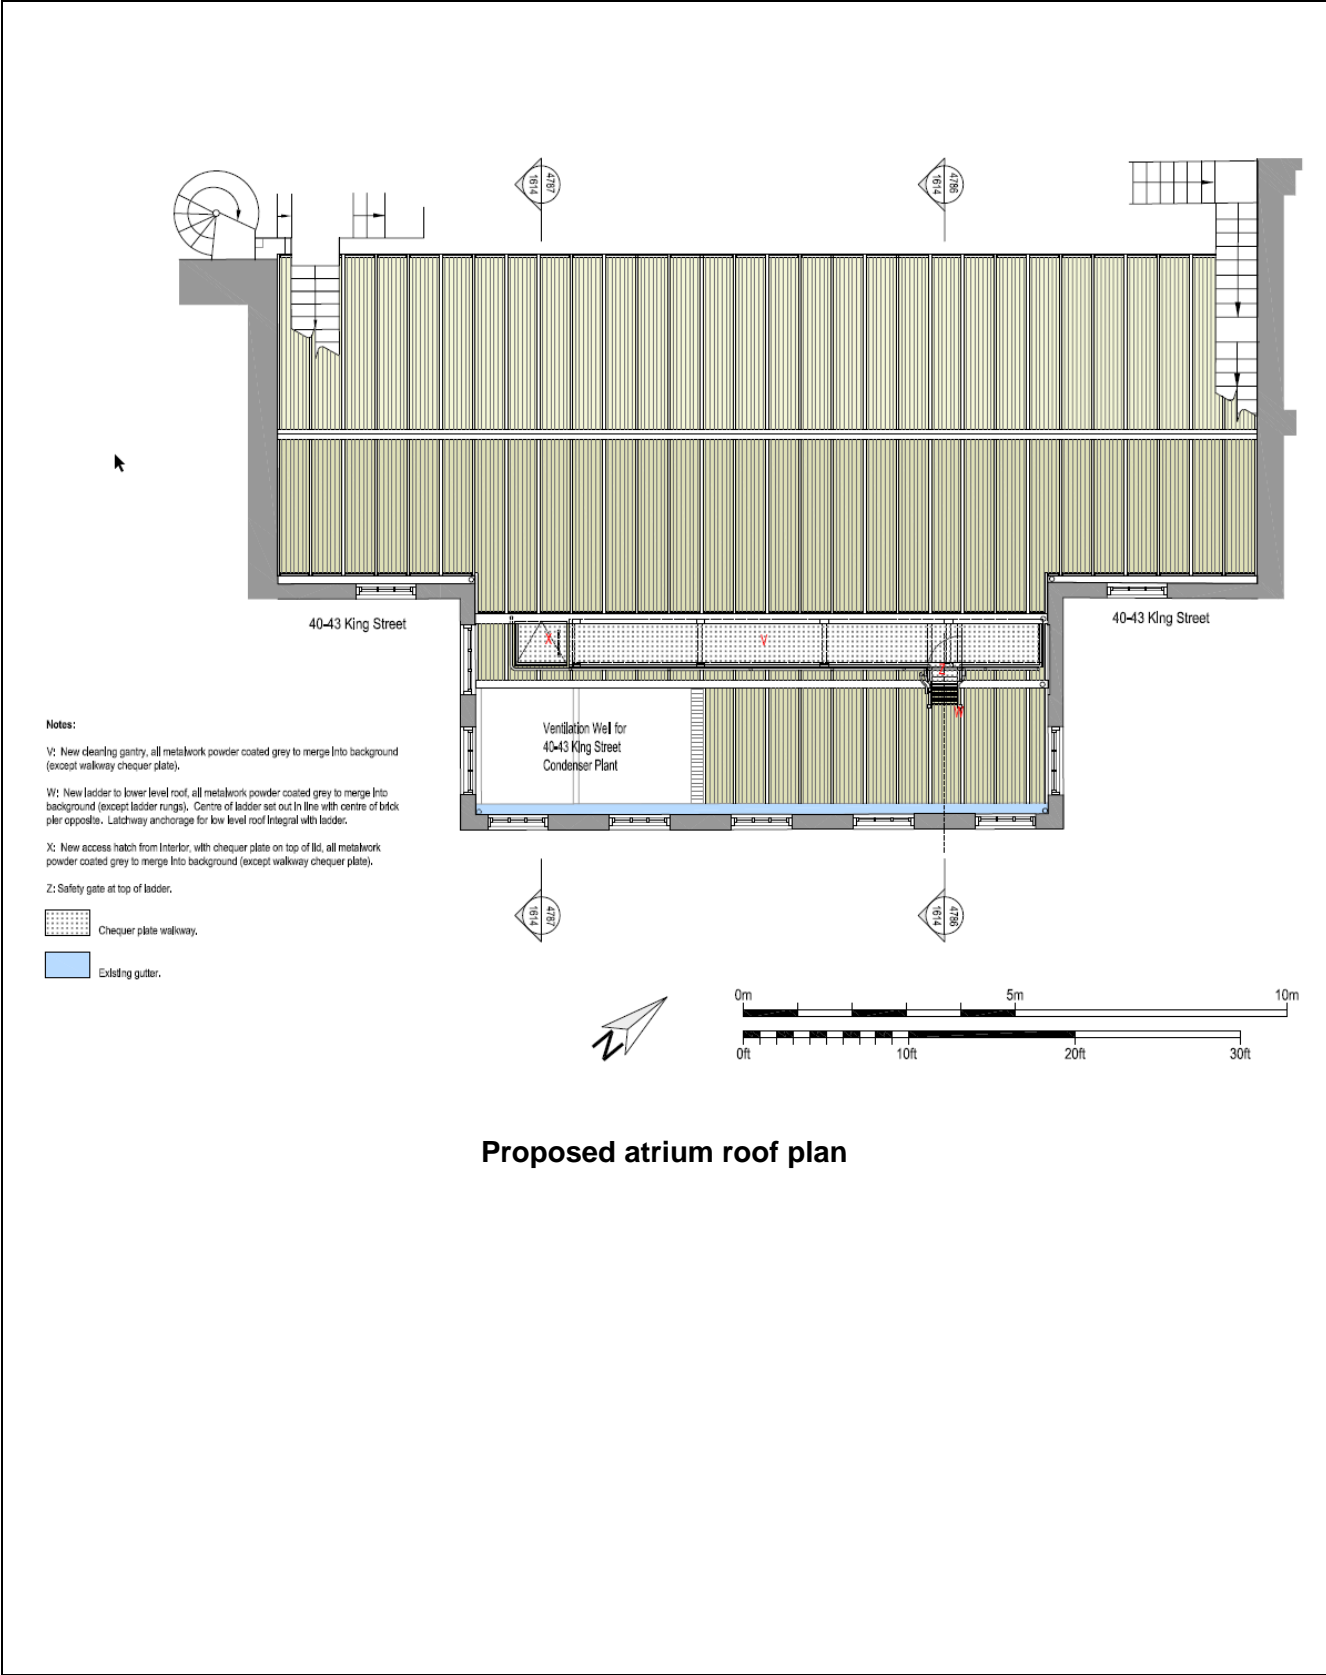 4787
1614
4786
1614
40-43 King Street
40-43 King Street
X
V
Z
W
Ventilation Well for
40-43 King Street
Condenser Plant
Notes:
V: New cleaning gantry, all metalwork powder coated grey to merge into background
(except walkway chequer plate).
W: New ladder to lower level roof, all metalwork powder coated grey to merge into
background (except ladder rungs). Centre of ladder set out in line with centre of brick
pier opposite. Latchway anchorage for low level roof integral with ladder.
X: New access hatch from interior, with chequer plate on top of lid, all metalwork
powder coated grey to merge into background (except walkway chequer plate).
Z: Safety gate at top of ladder.
Chequer plate walkway.
Existing gutter.
4787
1614
4786
1614
N
0m 5m 10m
0ft 10ft 20ft 30ft
Proposed atrium roof plan